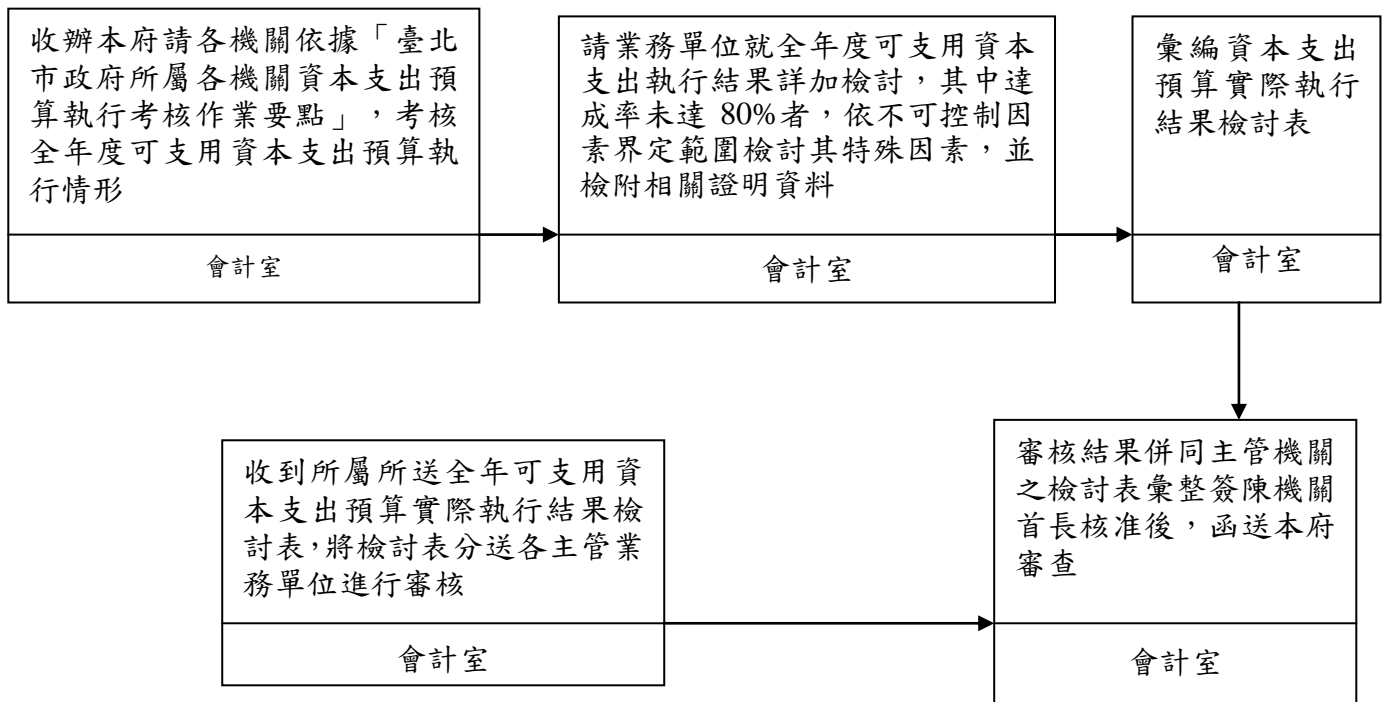 收辦本府請各機關依據「臺北
市政府所屬各機關資本支出預
算執行考核作業要點」，考核
全年度可支用資本支出預算執
行情形
會計室
請業務單位就全年度可支用資本
支出執行結果詳加檢討，其中達
成率未達 80%者，依不可控制因
素界定範圍檢討其特殊因素，並
檢附相關證明資料
會計室
彙編資本支出
預算實際執行
結果檢討表
會計室
收到所屬所送全年可支用資
本支出預算實際執行結果檢
討表，將檢討表分送各主管業
務單位進行審核
會計室
審核結果併同主管機關
之檢討表彙整簽陳機關
首長核准後，函送本府
審查
會計室